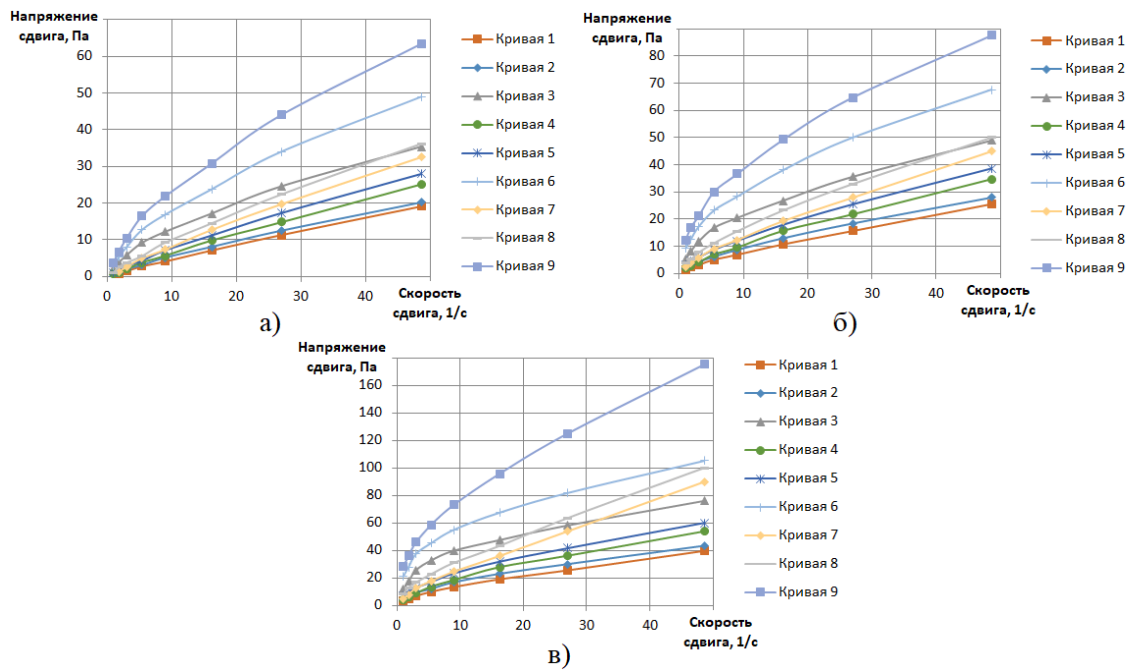 Напряжение
сдвига, Па
60
50
40
30
20
10
0
0
10
20
30
40
Скорость
сдвига, 1/с
Кривая 1
Кривая 2
Кривая 3
Кривая 4
Кривая 5
Кривая 6
Кривая 7
Кривая 8
Кривая 9
а)
Напряжение
сдвига, Па
80
70
60
50
40
30
20
10
0
0
10
20
30
40
Скорость
сдвига, 1/с
Кривая 1
Кривая 2
Кривая 3
Кривая 4
Кривая 5
Кривая 6
Кривая 7
Кривая 8
Кривая 9
б)
Напряжение
сдвига, Па
160
140
120
100
80
60
40
20
0
0
10
20
30
40
Скорость
сдвига, 1/с
Кривая 1
Кривая 2
Кривая 3
Кривая 4
Кривая 5
Кривая 6
Кривая 7
Кривая 8
Кривая 9
в)